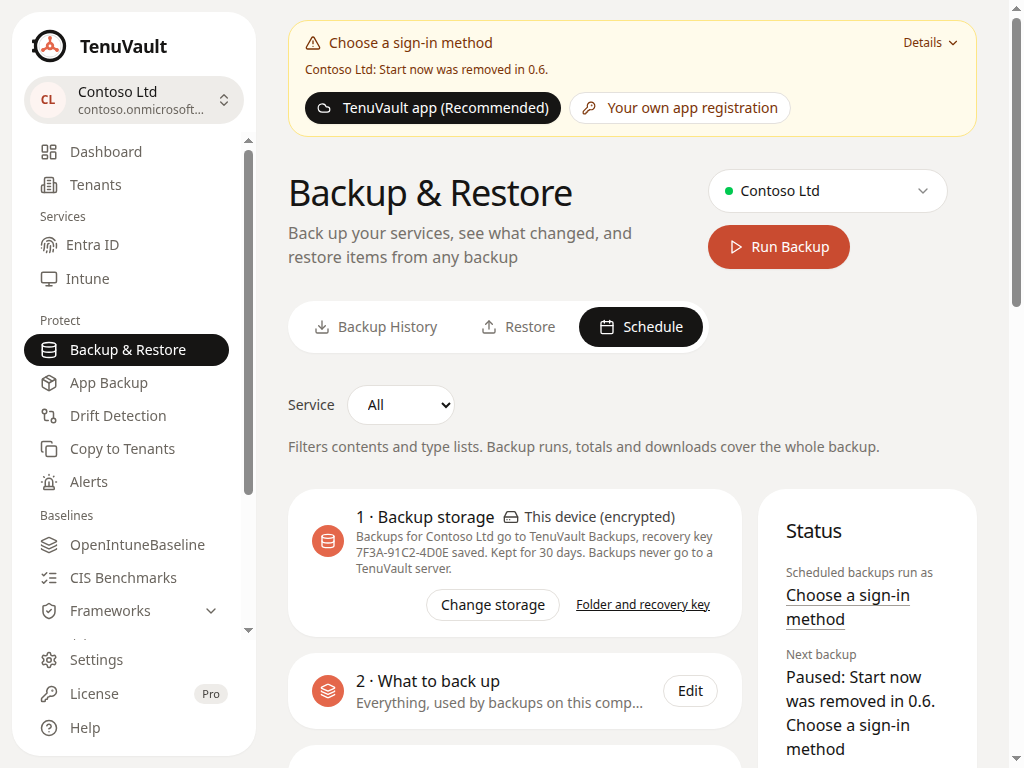 TenuVault
CL
Contoso Ltd
contoso.onmicrosoft...
Dashboard
Tenants
Services
Entra ID
Intune
Protect
Backup & Restore
App Backup
Drift Detection
Copy to Tenants
Alerts
Baselines
OpenIntuneBaseline
CIS Benchmarks
Frameworks
Settings
License
Pro
Help
Choose a sign-in method
Details
Contoso Ltd: Start now was removed in 0.6.
TenuVault app (Recommended)
Your own app registration
Backup & Restore
Back up your services, see what changed, and
restore items from any backup
Contoso Ltd
Run Backup
Backup History
Restore
Schedule
Service
All
Filters contents and type lists. Backup runs, totals and downloads cover the whole backup.
1 · Backup storage
This device (encrypted)
Backups for Contoso Ltd go to TenuVault Backups, recovery key
7F3A-91C2-4D0E saved. Kept for 30 days. Backups never go to a
TenuVault server.
Change storage
Folder and recovery key
2 · What to back up
Everything, used by backups on this comp...
Edit
Status
Scheduled backups run as
Choose a sign-in
method
Next backup
Paused: Start now
was removed in 0.6.
Choose a sign-in
method